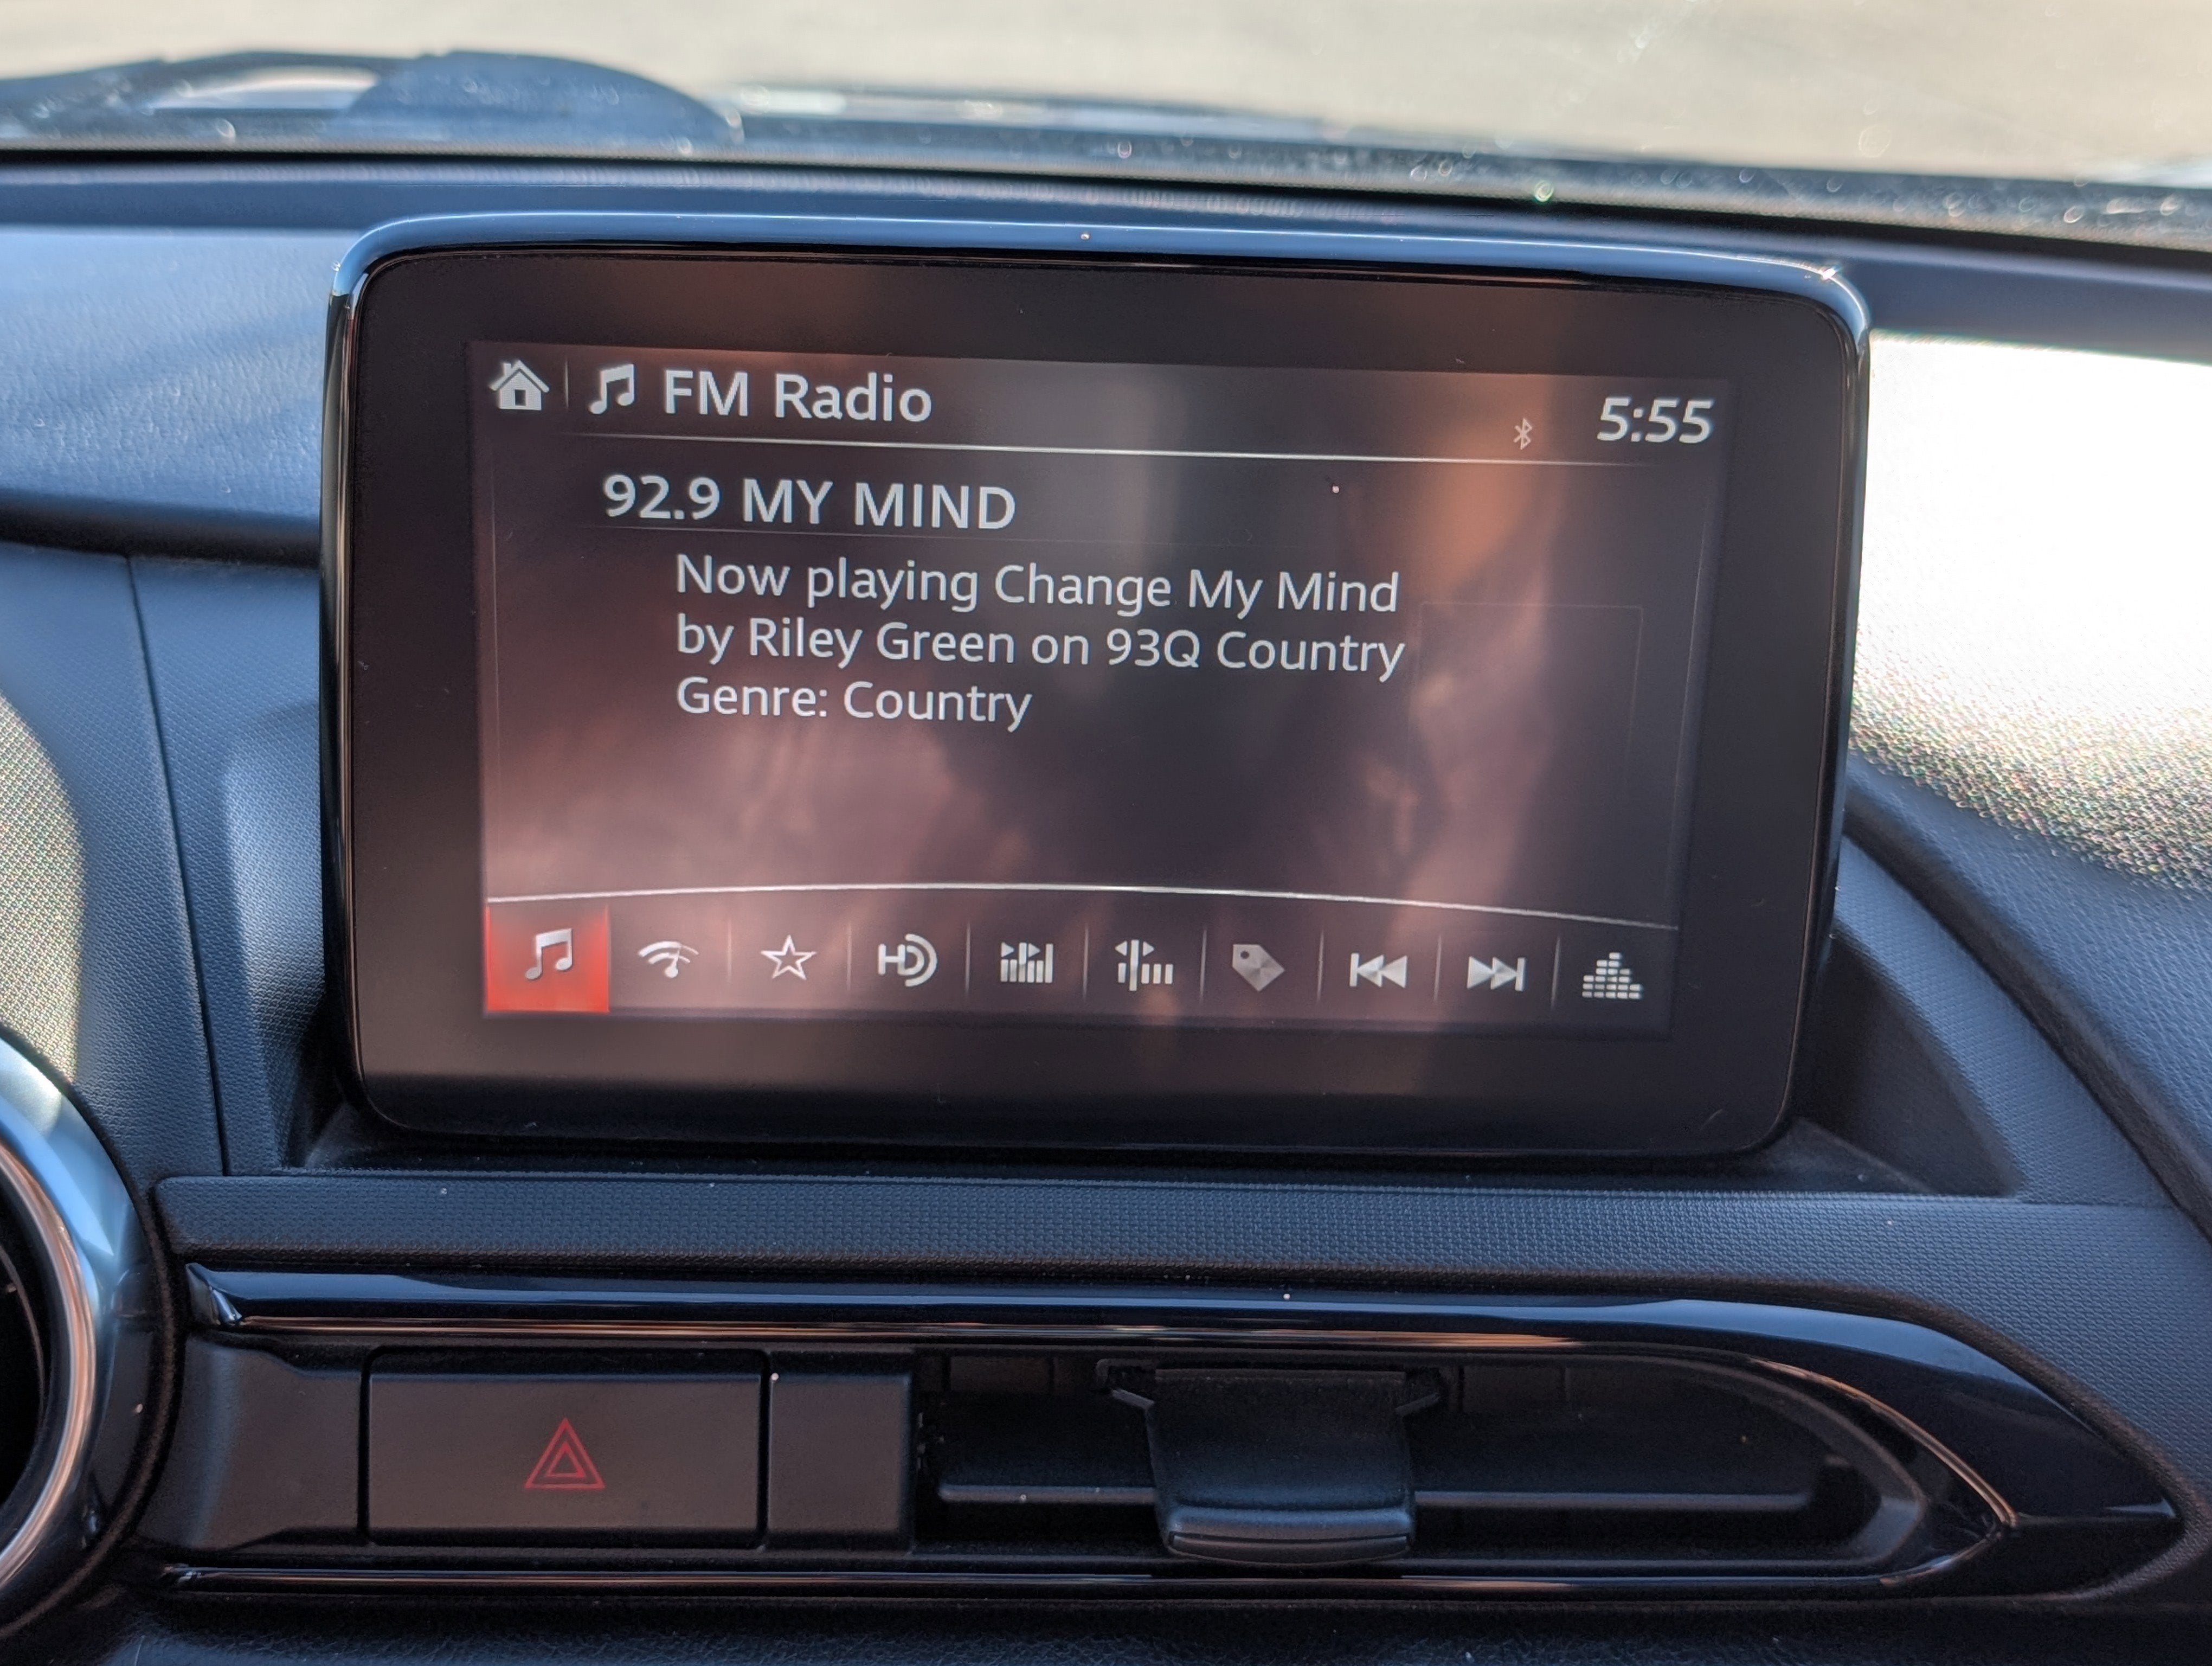 FM Radio
5:55
92.9 MY MIND
Now playing Change My Mind
by Riley Green on 93Q Country
Genre: Country
HD